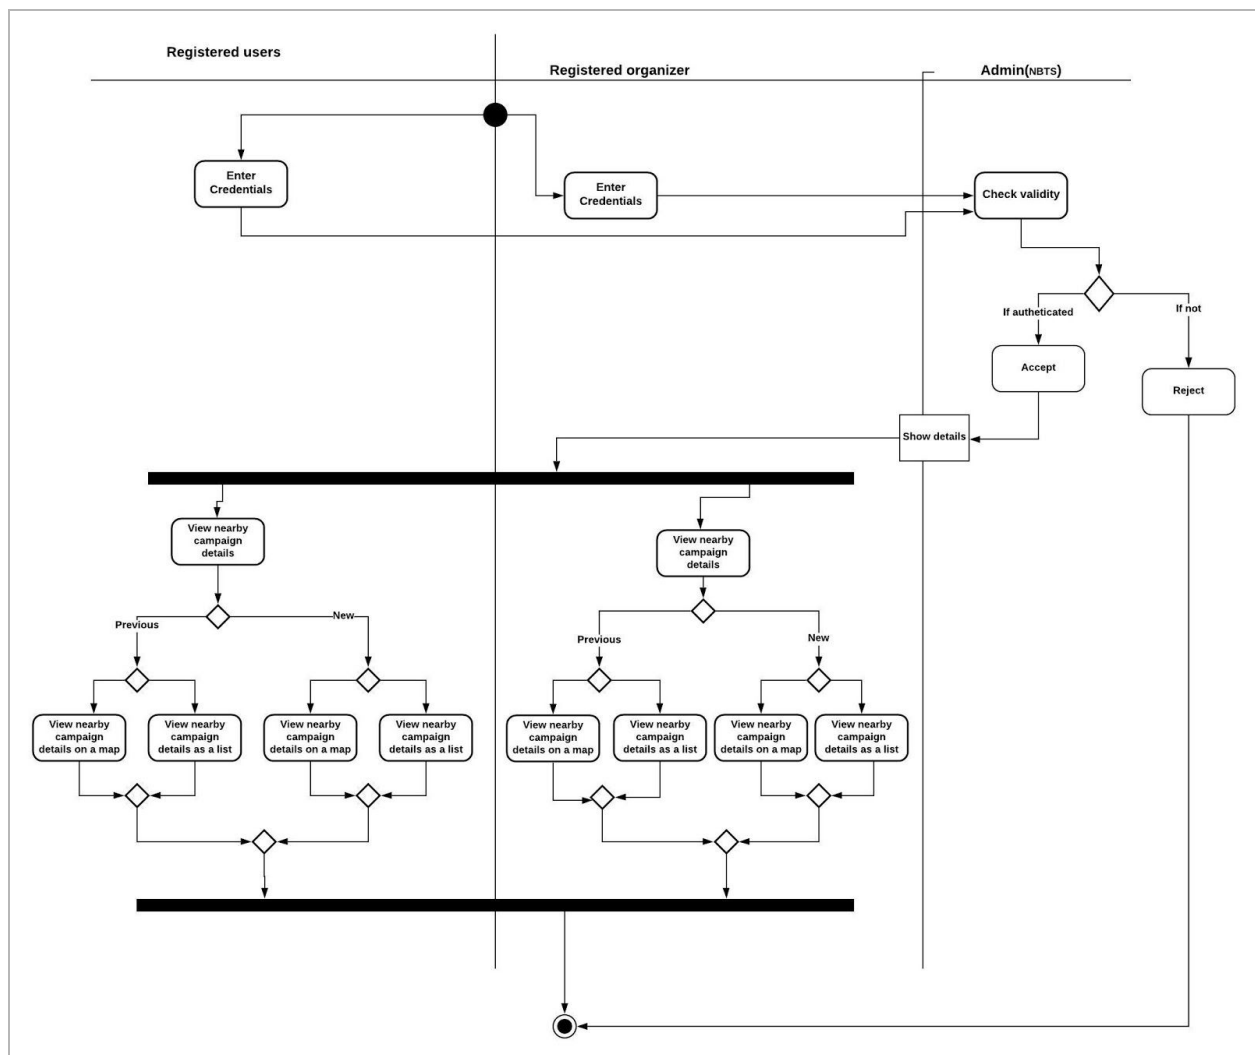 Registered users
Registered organizer
Admin(NBTS)
Enter
Credentials
Enter
Credentials
Check validity
If autheticated
If not
Accept
Reject
Show details
View nearby
campaign
details
View nearby
campaign
details
Previous
New
Previous
New
View nearby
campaign
details on a map
View nearby
campaign
details as a list
View nearby
campaign
details on a map
View nearby
campaign
details as a list
View nearby
campaign
details on a map
View nearby
campaign
details as a list
View nearby
campaign
details on a map
View nearby
campaign
details as a list